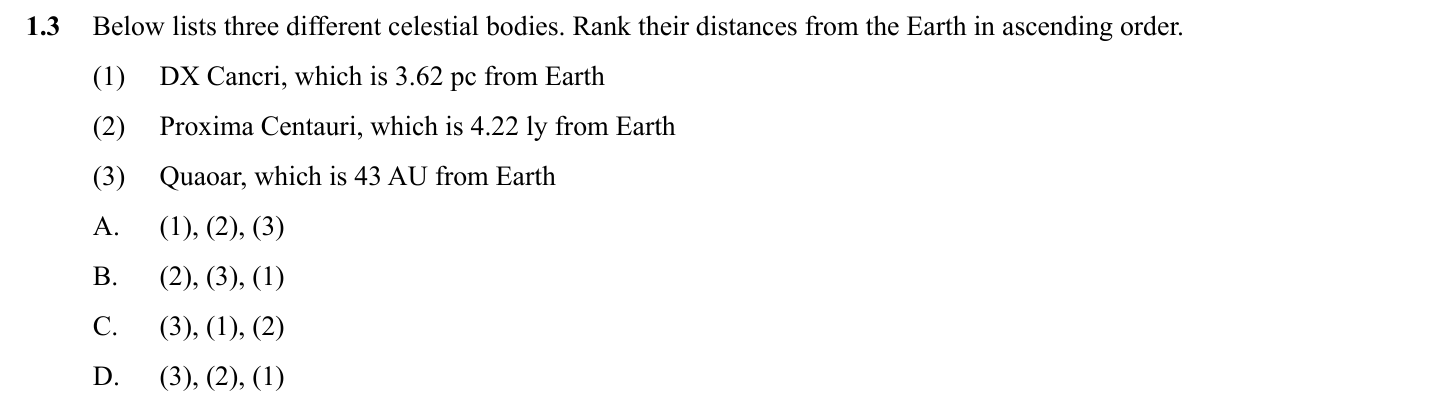 1.3 Below lists three different celestial bodies. Rank their distances from the Earth in ascending order.
(1) DX Cancri, which is 3.62 pc from Earth
(2) Proxima Centauri, which is 4.22 ly from Earth
(3) Quaoar, which is 43 AU from Earth
A. (1), (2), (3)
B. (2), (3), (1)
C. (3), (1), (2)
D. (3), (2), (1)